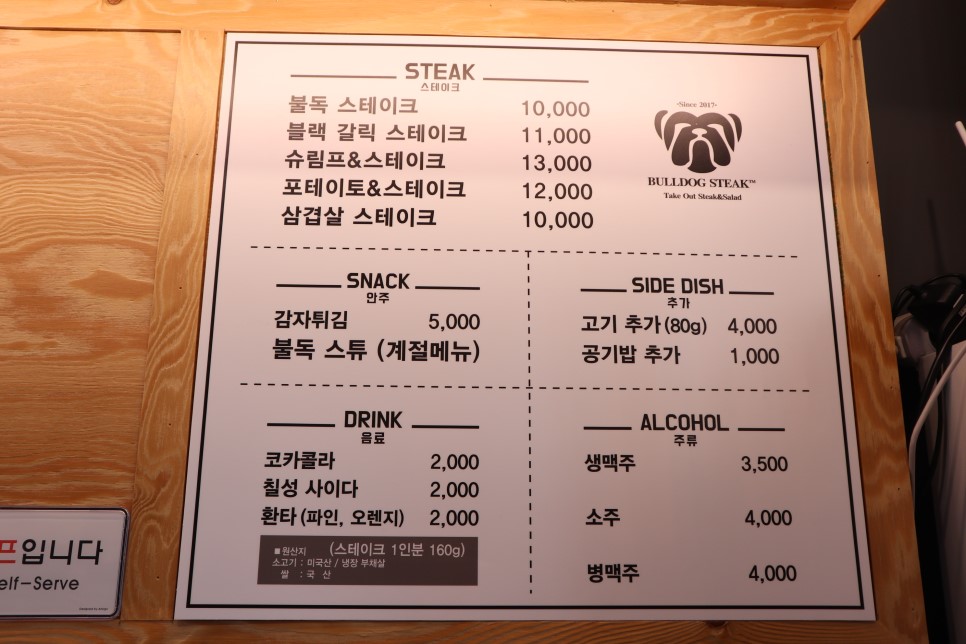 STEAK
스테이크
불독 스테이크 10,000
블랙 갈릭 스테이크 11,000
슈림프&스테이크 13,000
포테이토&스테이크 12,000
삼겹살 스테이크 10,000
·Since 2017·
BULLDOG STEAK™
Take Out Steak&Salad
SNACK
안주
감자튀김 5,000
불독 스튜 (계절메뉴)
SIDE DISH
추가
고기 추가 (80g) 4,000
공기밥 추가 1,000
DRINK
음료
코카콜라 2,000
칠성 사이다 2,000
환타 (파인, 오렌지) 2,000
■ 원산지 (스테이크 1인분 160g)
소고기 : 미국산 / 냉장 부채살
쌀 : 국 산
ALCOHOL
주류
생맥주 3,500
소주 4,000
병맥주 4,000
프입니다
elf-Serve